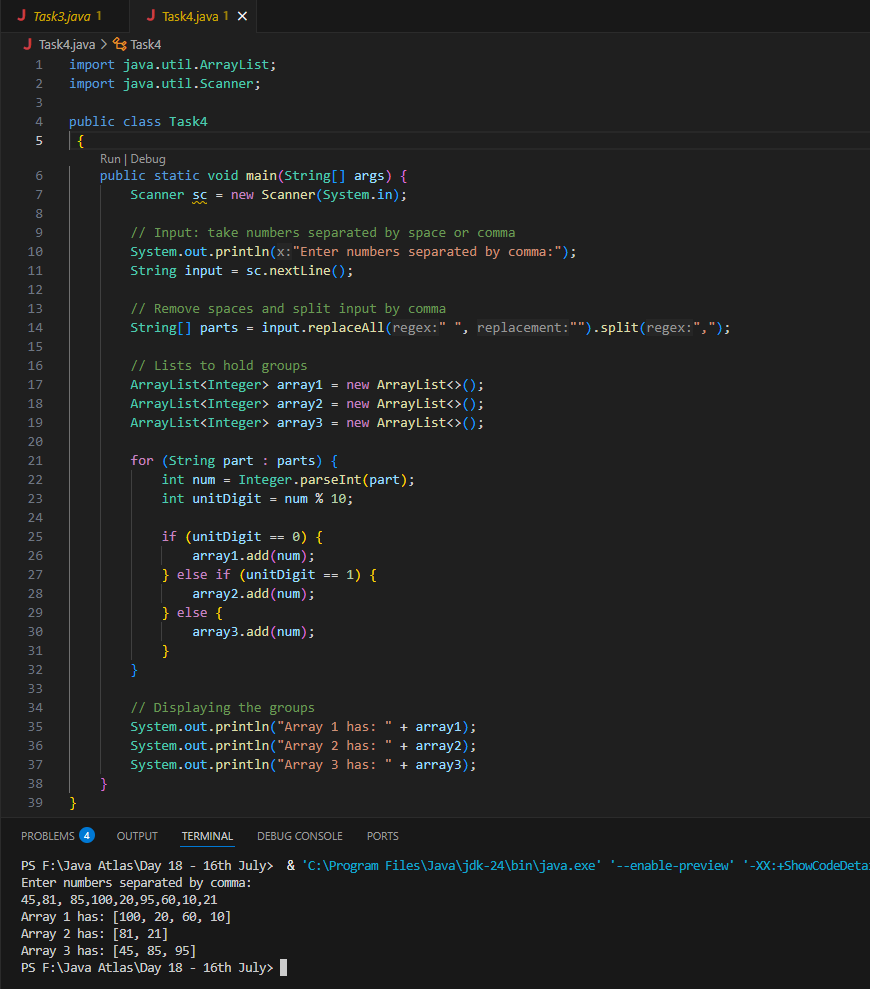 J Task3.java 1 J Task4.java 1 ×
J Task4.java > Task4
1 import java.util.ArrayList;
2 import java.util.Scanner;
3
4 public class Task4
5 {
Run | Debug
6 public static void main(String[] args) {
7 Scanner sc = new Scanner(System.in);
8
9 // Input: take numbers separated by space or comma
10 System.out.println(x:"Enter numbers separated by comma:");
11 String input = sc.nextLine();
12
13 // Remove spaces and split input by comma
14 String[] parts = input.replaceAll(regex:" ", replacement:"").split(regex:",");
15
16 // Lists to hold groups
17 ArrayList<Integer> array1 = new ArrayList<>();
18 ArrayList<Integer> array2 = new ArrayList<>();
19 ArrayList<Integer> array3 = new ArrayList<>();
20
21 for (String part : parts) {
22 int num = Integer.parseInt(part);
23 int unitDigit = num % 10;
24
25 if (unitDigit == 0) {
26 array1.add(num);
27 } else if (unitDigit == 1) {
28 array2.add(num);
29 } else {
30 array3.add(num);
31 }
32 }
33
34 // Displaying the groups
35 System.out.println("Array 1 has: " + array1);
36 System.out.println("Array 2 has: " + array2);
37 System.out.println("Array 3 has: " + array3);
38 }
39 }
PROBLEMS 4 OUTPUT TERMINAL DEBUG CONSOLE PORTS
PS F:\Java Atlas\Day 18 - 16th July> & 'C:\Program Files\Java\jdk-24\bin\java.exe' '--enable-preview' '-XX:+ShowCodeDetai
Enter numbers separated by comma:
45,81, 85,100,20,95,60,10,21
Array 1 has: [100, 20, 60, 10]
Array 2 has: [81, 21]
Array 3 has: [45, 85, 95]
PS F:\Java Atlas\Day 18 - 16th July>